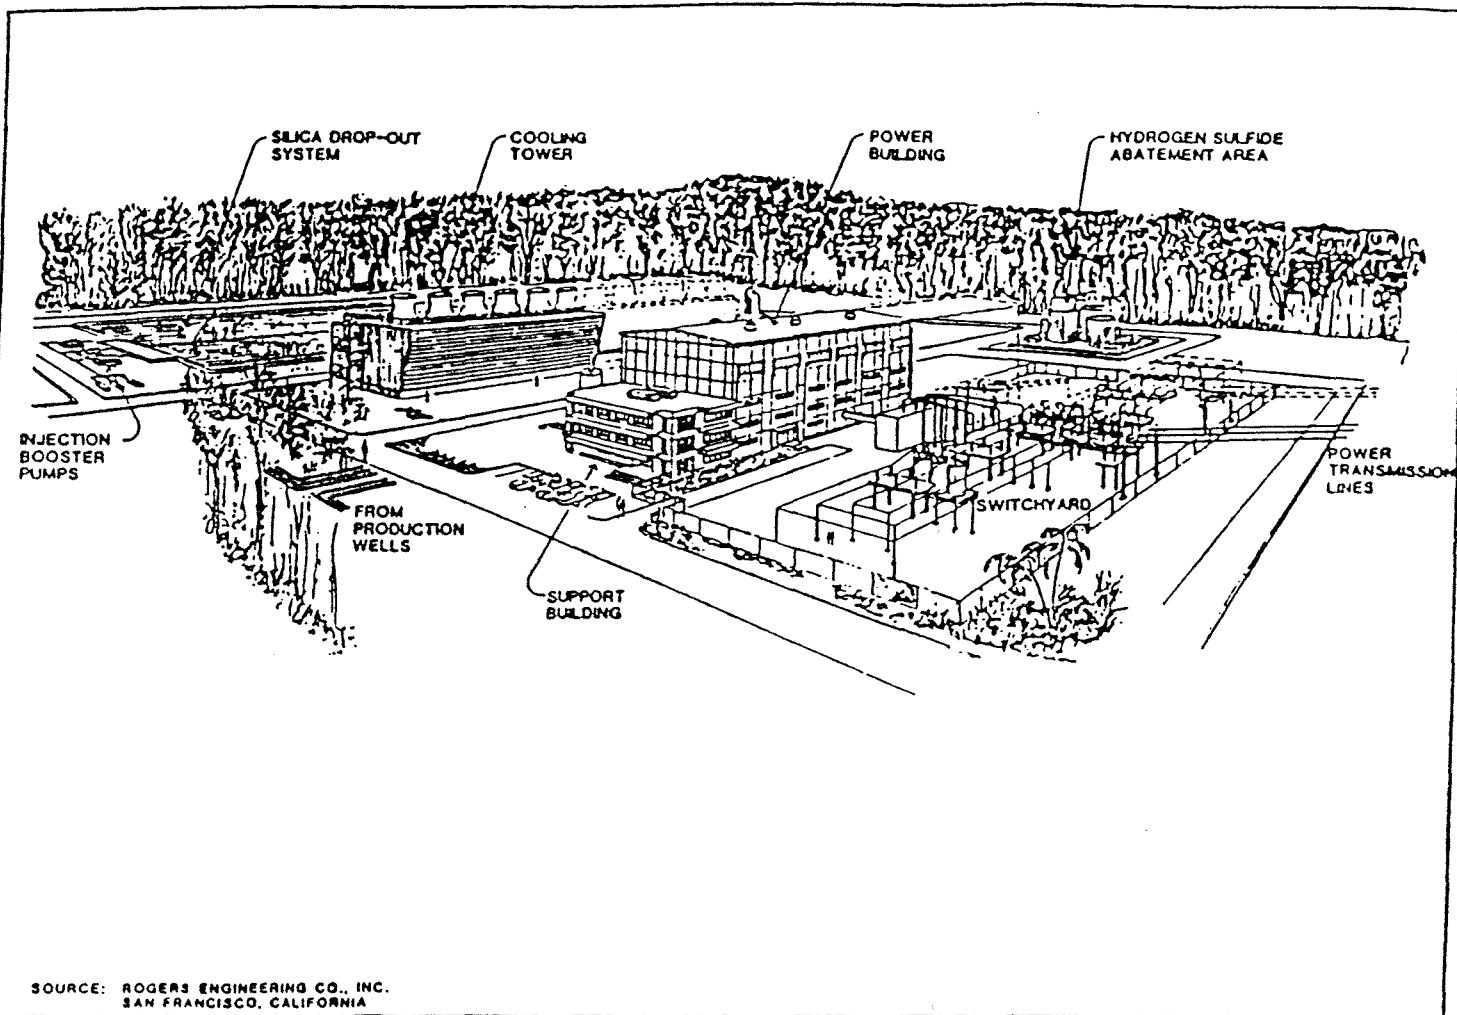 SILICA DROP-OUT
SYSTEM
COOLING
TOWER
POWER
BUILDING
HYDROGEN SULFIDE
ABATEMENT AREA
INJECTION
BOOSTER
PUMPS
FROM
PRODUCTION
WELLS
SWITCHYARD
POWER
TRANSMISSION
LINES
SUPPORT
BUILDING
SOURCE: ROGERS ENGINEERING CO., INC.
SAN FRANCISCO, CALIFORNIA